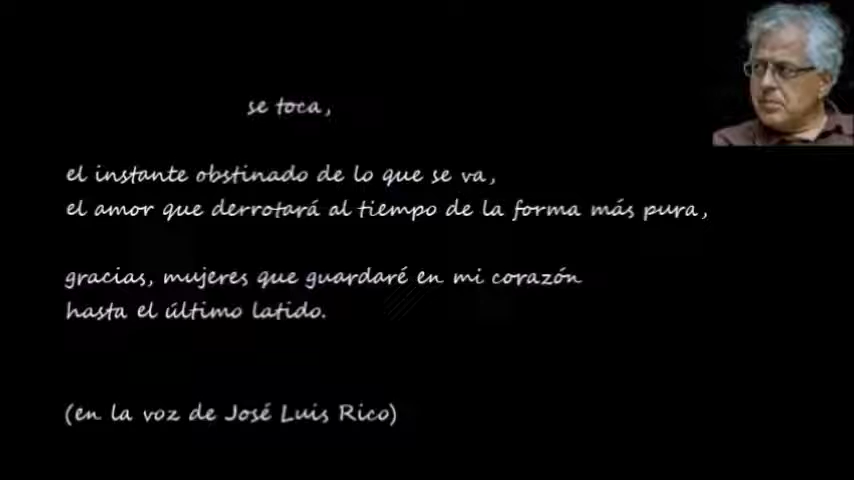 se toca,
el instante obstinado de lo que se va,
el amor que derrotará al tiempo de la forma más pura,
gracias, mujeres que guardaré en mi corazón
hasta el último latido.
(en la voz de José Luis Rico)